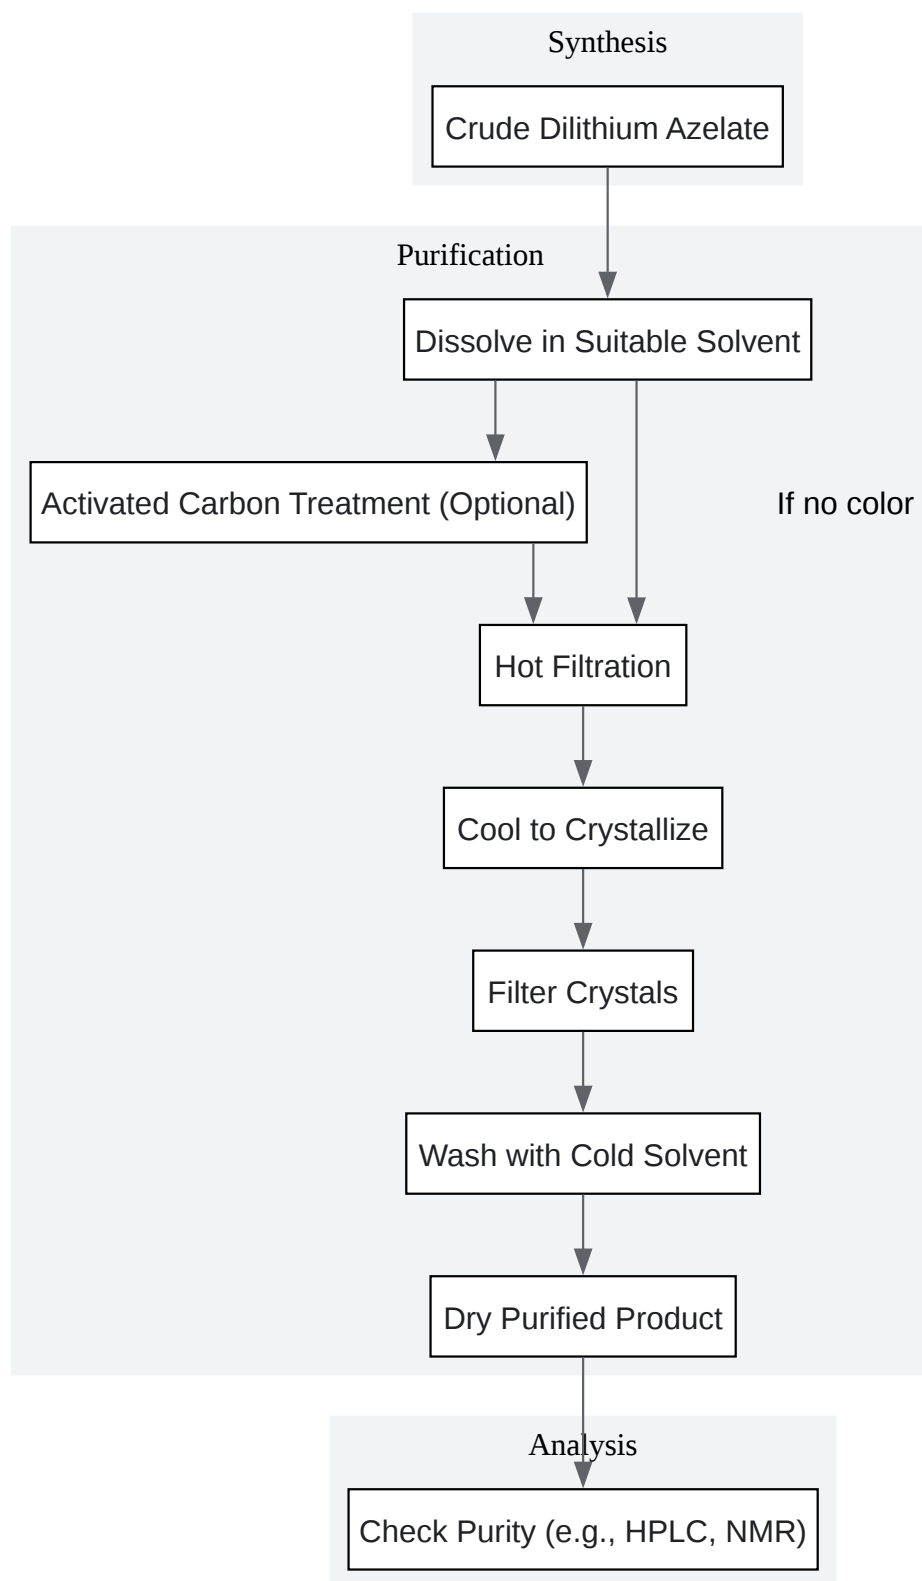 Synthesis
Crude Dilithium Azelate
Purification
Dissolve in Suitable Solvent
Activated Carbon Treatment (Optional)
If no color
Hot Filtration
Cool to Crystallize
Filter Crystals
Wash with Cold Solvent
Dry Purified Product
Analysis
Check Purity (e.g., HPLC, NMR)